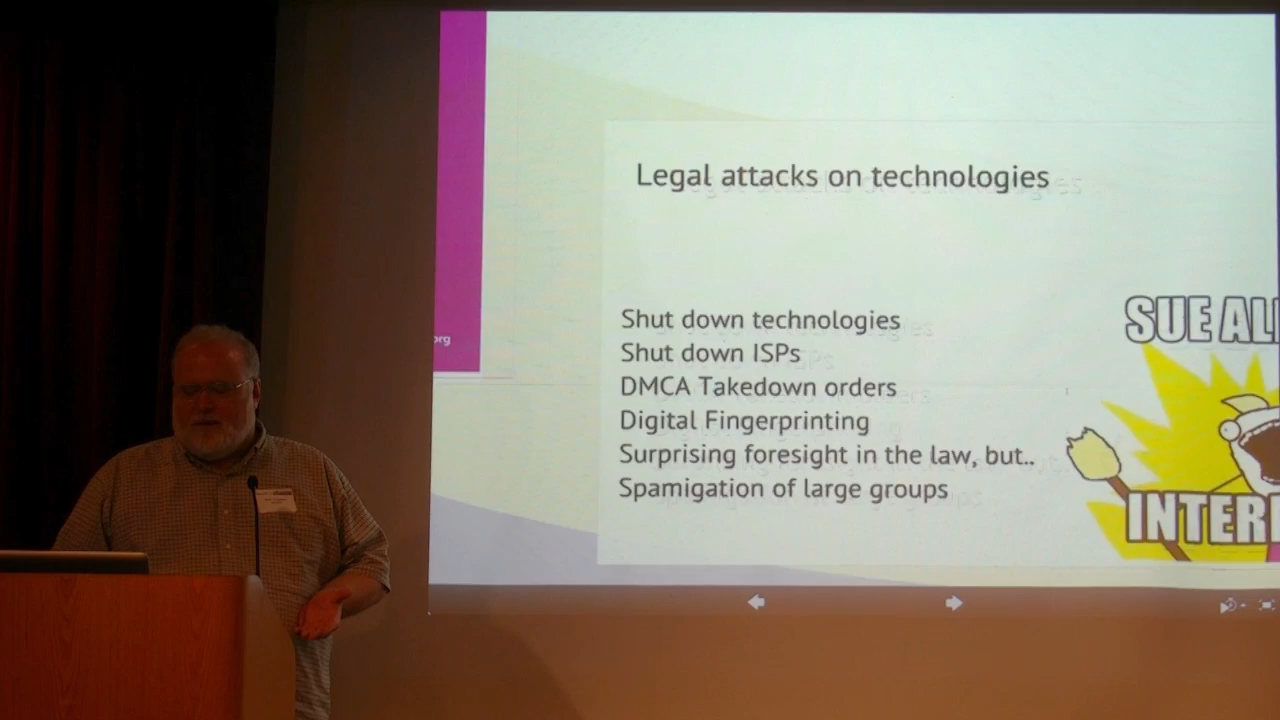 Legal attacks on technologies
Shut down technologies
Shut down ISPs
DMCA Takedown orders
Digital Fingerprinting
Surprising foresight in the law, but..
Spamigation of large groups
SUE AL
INTER
org